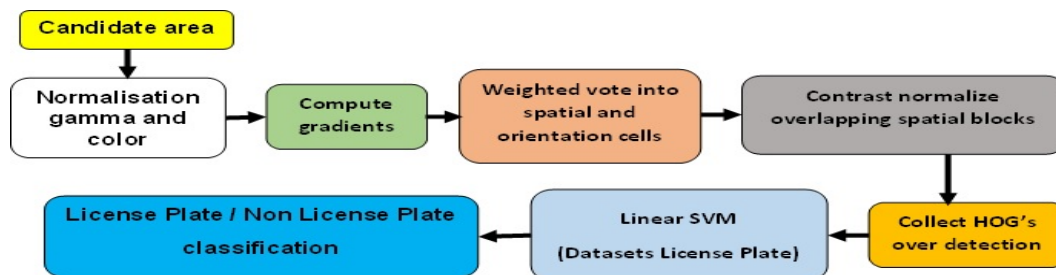 Candidate area
Normalisation
gamma and
color
Compute
gradients
Weighted vote into
spatial and
orientation cells
Contrast normalize
overlapping spatial blocks
Collect HOG's
over detection
Linear SVM
(Datasets License Plate)
License Plate / Non License Plate
classification